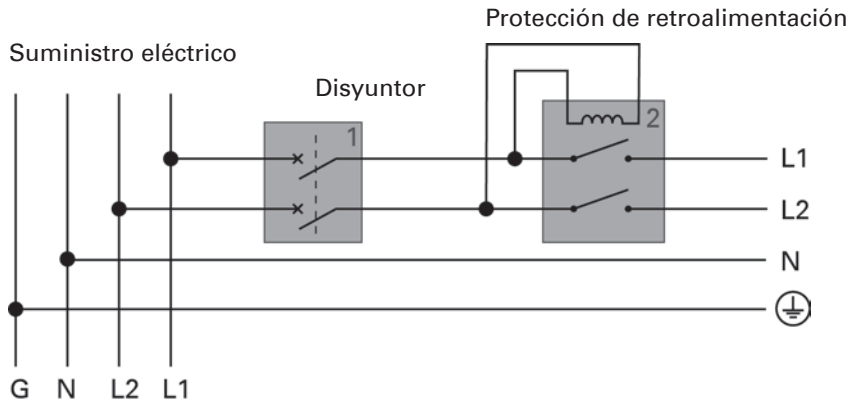 Protección de retroalimentación
Suministro eléctrico
Disyuntor
1
2
L1
L2
N
G N L2 L1